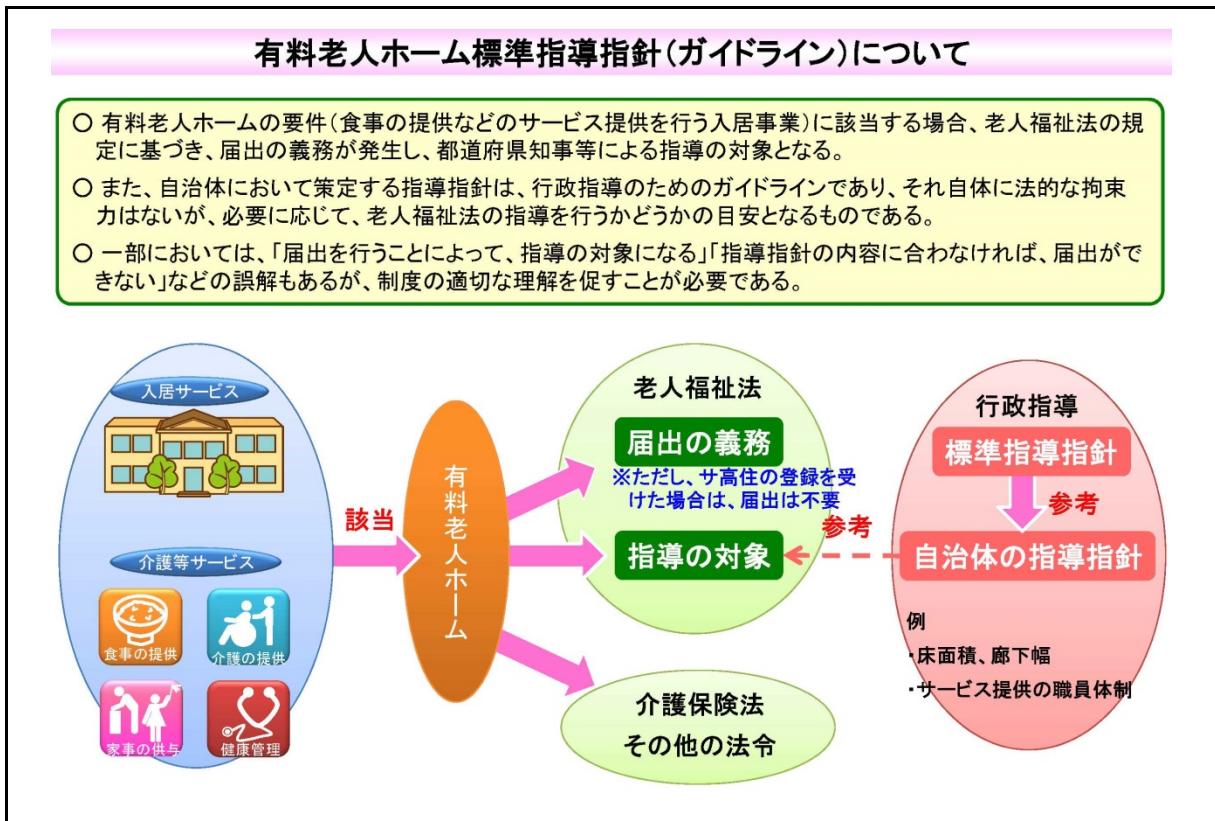 有料老人ホーム標準指導指針（ガイドライン）について
○ 有料老人ホームの要件（食事の提供などのサービス提供を行う入居事業）に該当する場合、老人福祉法の規
定に基づき、届出の義務が発生し、都道府県知事等による指導の対象となる。
○ また、自治体において策定する指導指針は、行政指導のためのガイドラインであり、それ自体に法的な拘束
力はないが、必要に応じて、老人福祉法の指導を行うかどうかの目安となるものである。
○ 一部においては、「届出を行うことによって、指導の対象になる」「指導指針の内容に合わなければ、届出がで
きない」などの誤解もあるが、制度の適切な理解を促すことが必要である。
入居サービス
介護等サービス
食事の提供
介護の提供
家事の供与
健康管理
該当
有料老人ホーム
老人福祉法
届出の義務
※ただし、サ高住の登録を受
けた場合は、届出は不要
指導の対象
介護保険法
その他の法令
参考
行政指導
標準指導指針
参考
自治体の指導指針
例
・床面積、廊下幅
・サービス提供の職員体制